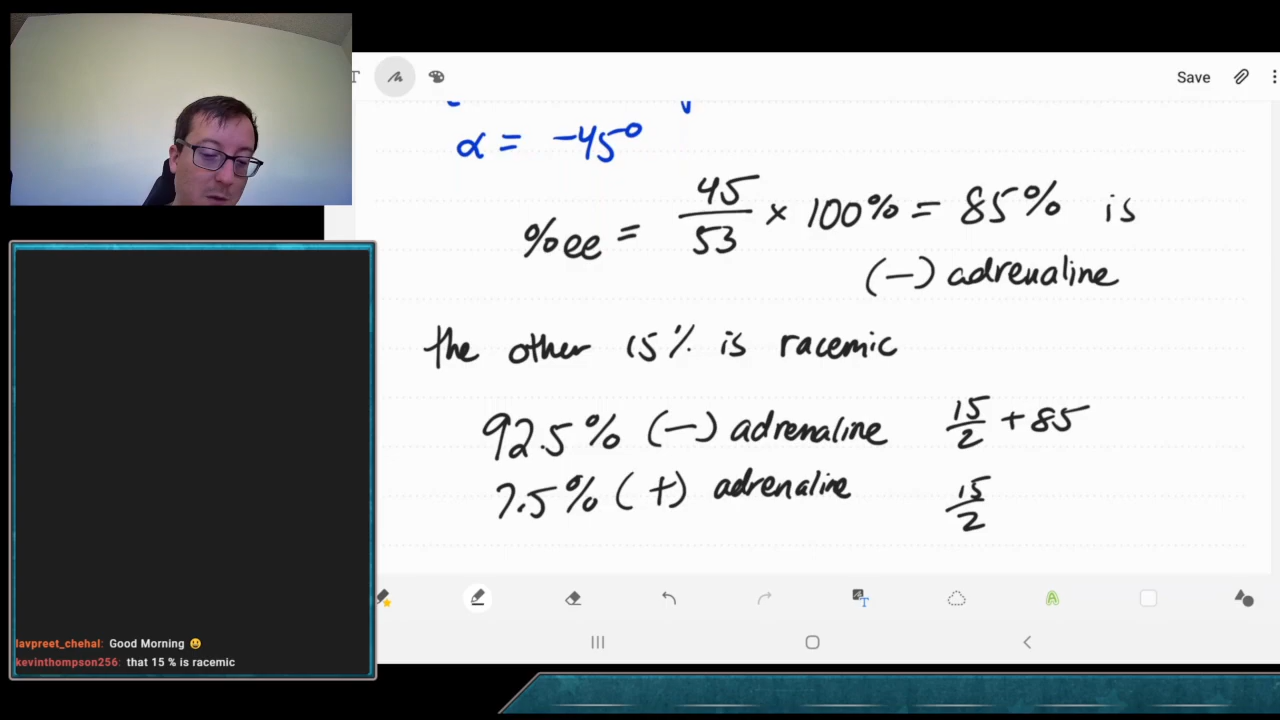 T
Save
α = -45°
%ee = 45/53 × 100% = 85% is
(-) adrenaline
the other 15% is racemic
92.5% (-) adrenaline 15/2 + 85
7.5% (+) adrenaline 15/2
A
T
lavpreet_chehal: Good Morning 😃
kevinthompson256: that 15 % is racemic